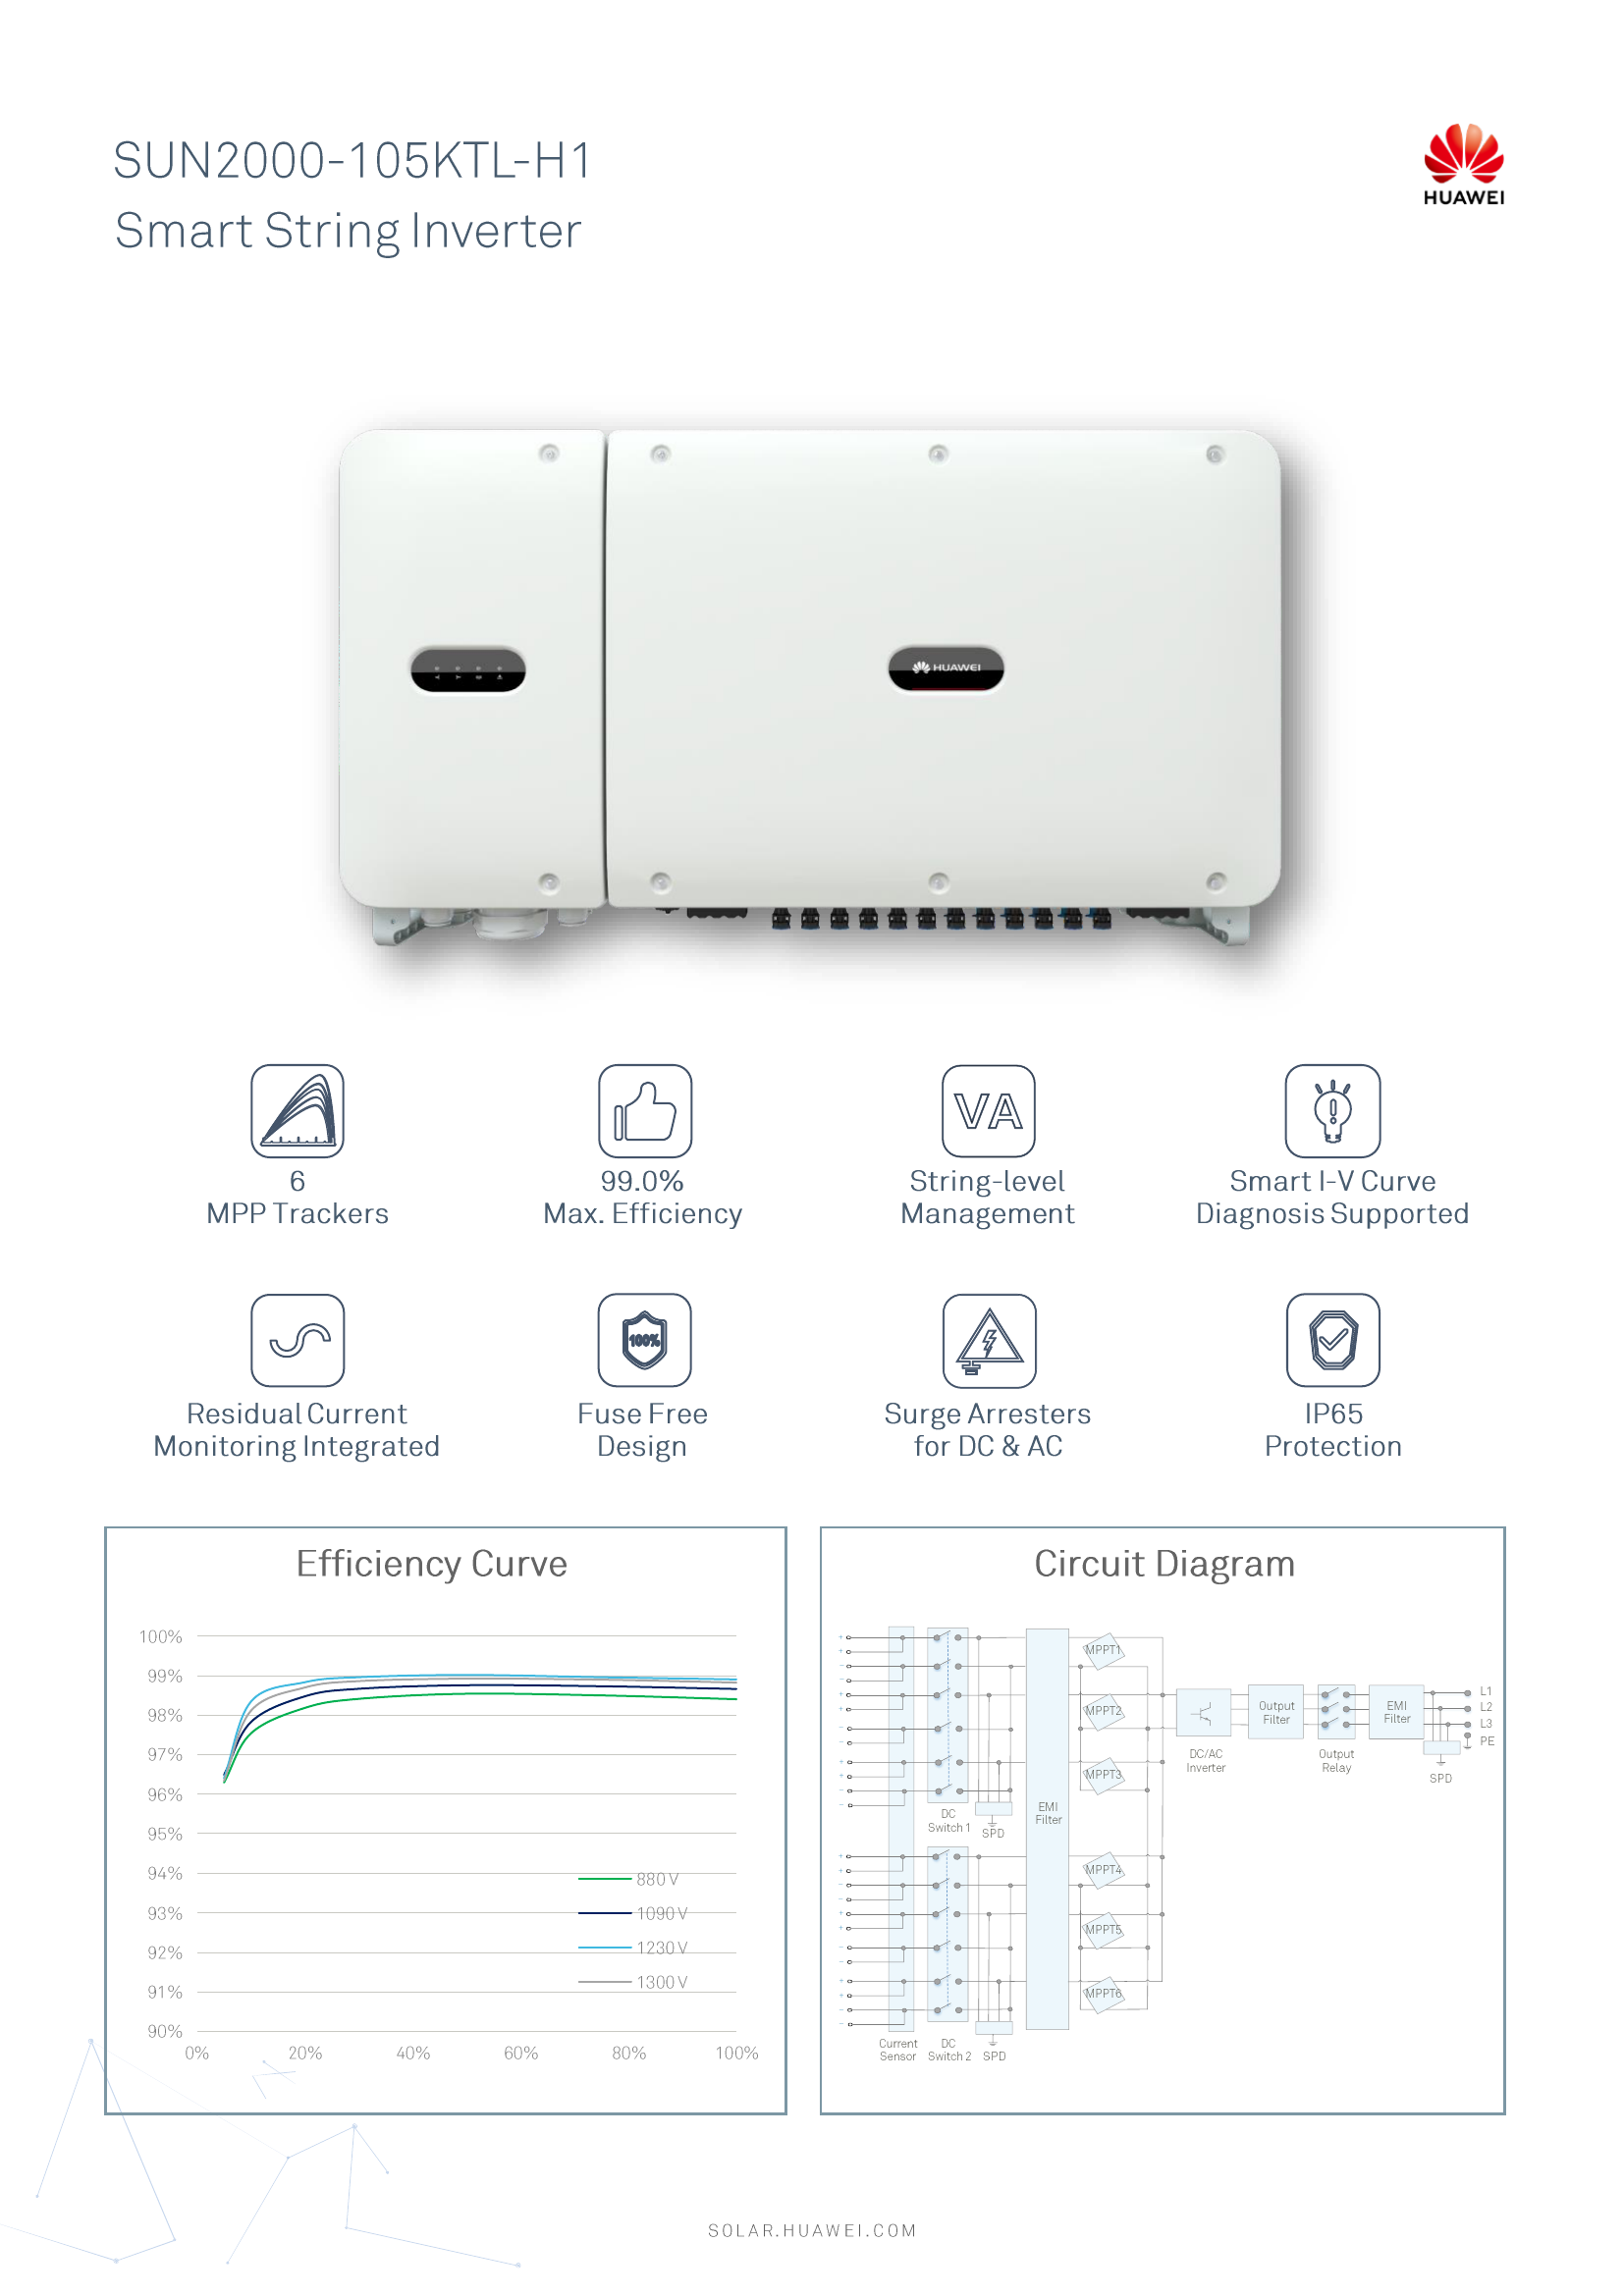 SUN2000-105KTL-H1
Smart String Inverter
HUAWEI
HUAWEI
6
MPP Trackers
99.0%
Max. Efficiency
VA
String-level
Management
Smart I-V Curve
Diagnosis Supported
Residual Current
Monitoring Integrated
100%
Fuse Free
Design
Surge Arresters
for DC & AC
IP65
Protection
Efficiency Curve
100%
99%
98%
97%
96%
95%
94%
93%
92%
91%
90%
0%
20%
40%
60%
80%
100%
880 V
1090 V
1230 V
1300 V
Circuit Diagram
MPPT1
MPPT2
MPPT3
MPPT4
MPPT5
MPPT6
DC
Switch 1
SPD
EMI
Filter
Current
Sensor
DC
Switch 2
SPD
DC/AC
Inverter
Output
Filter
Output
Relay
EMI
Filter
L1
L2
L3
PE
SPD
SOLAR.HUAWEI.COM